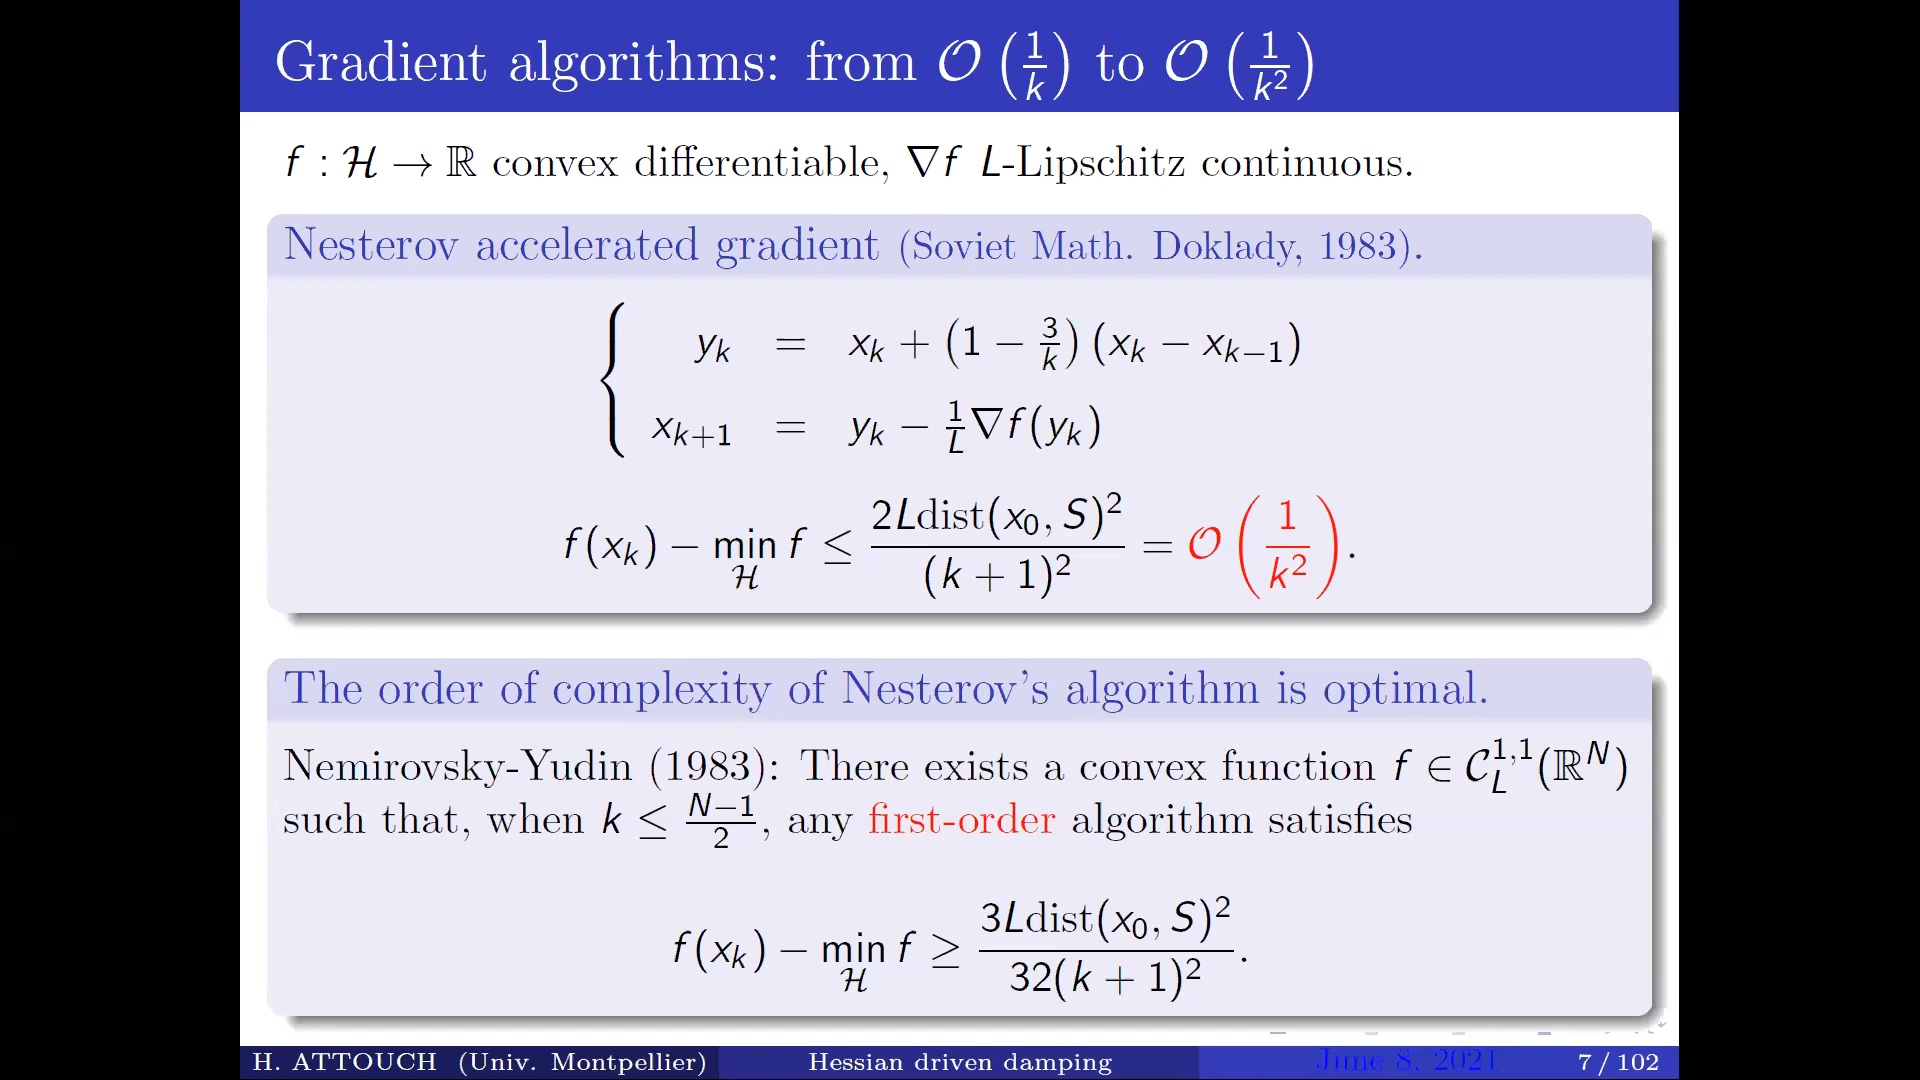 Gradient algorithms: from 𝒪(1/k) to 𝒪(1/k²)
f : ℋ → ℝ convex differentiable, ∇f L-Lipschitz continuous.
Nesterov accelerated gradient (Soviet Math. Doklady, 1983).
y_k = x_k + (1 − 3/k)(x_k − x_{k−1})
x_{k+1} = y_k − 1/L ∇f(y_k)
f(x_k) − min_ℋ f ≤ 2Ldist(x_0, S)²/(k + 1)² = 𝒪(1/k²).
The order of complexity of Nesterov's algorithm is optimal.
Nemirovsky-Yudin (1983): There exists a convex function f ∈ 𝒞_L^{1,1}(ℝ^N)
such that, when k ≤ (N−1)/2, any first-order algorithm satisfies
f(x_k) − min_ℋ f ≥ 3Ldist(x_0, S)²/32(k + 1)².
H. ATTOUCH (Univ. Montpellier) Hessian driven damping June 8, 2021 7 / 102